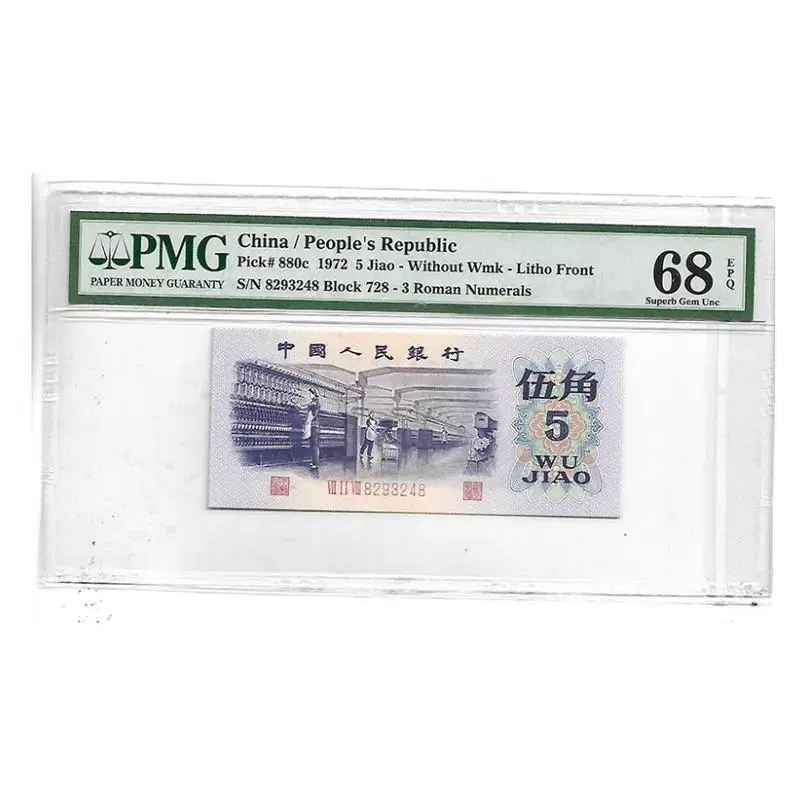 PMG
PAPER MONEY GUARANTY
China / People's Republic
Pick# 880c 1972 5 Jiao - Without Wmk - Litho Front
S/N 8293248 Block 728 - 3 Roman Numerals
68 EPQ
Superb Gem Unc
中國人民銀行
伍角
5
WU
JIAO
VII II VIII 8293248